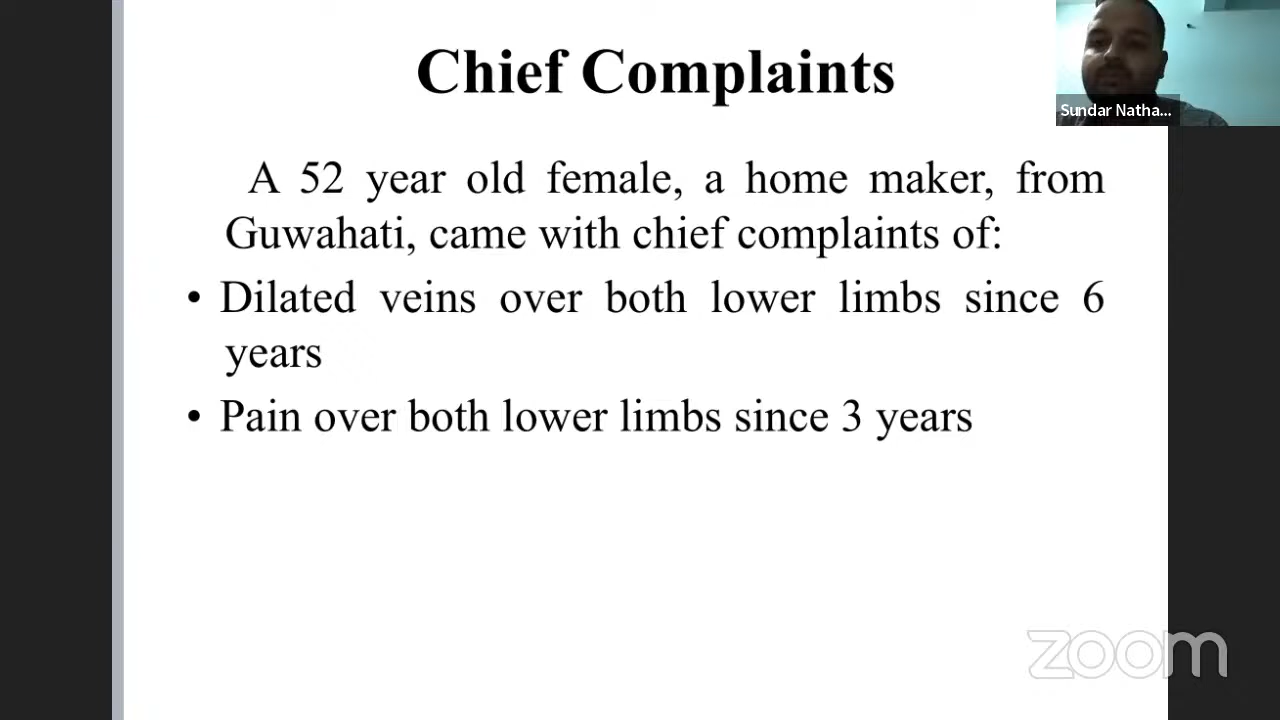 Chief Complaints
Sundar Natha...
A 52 year old female, a home maker, from
Guwahati, came with chief complaints of:
• Dilated veins over both lower limbs since 6
years
• Pain over both lower limbs since 3 years
zoom